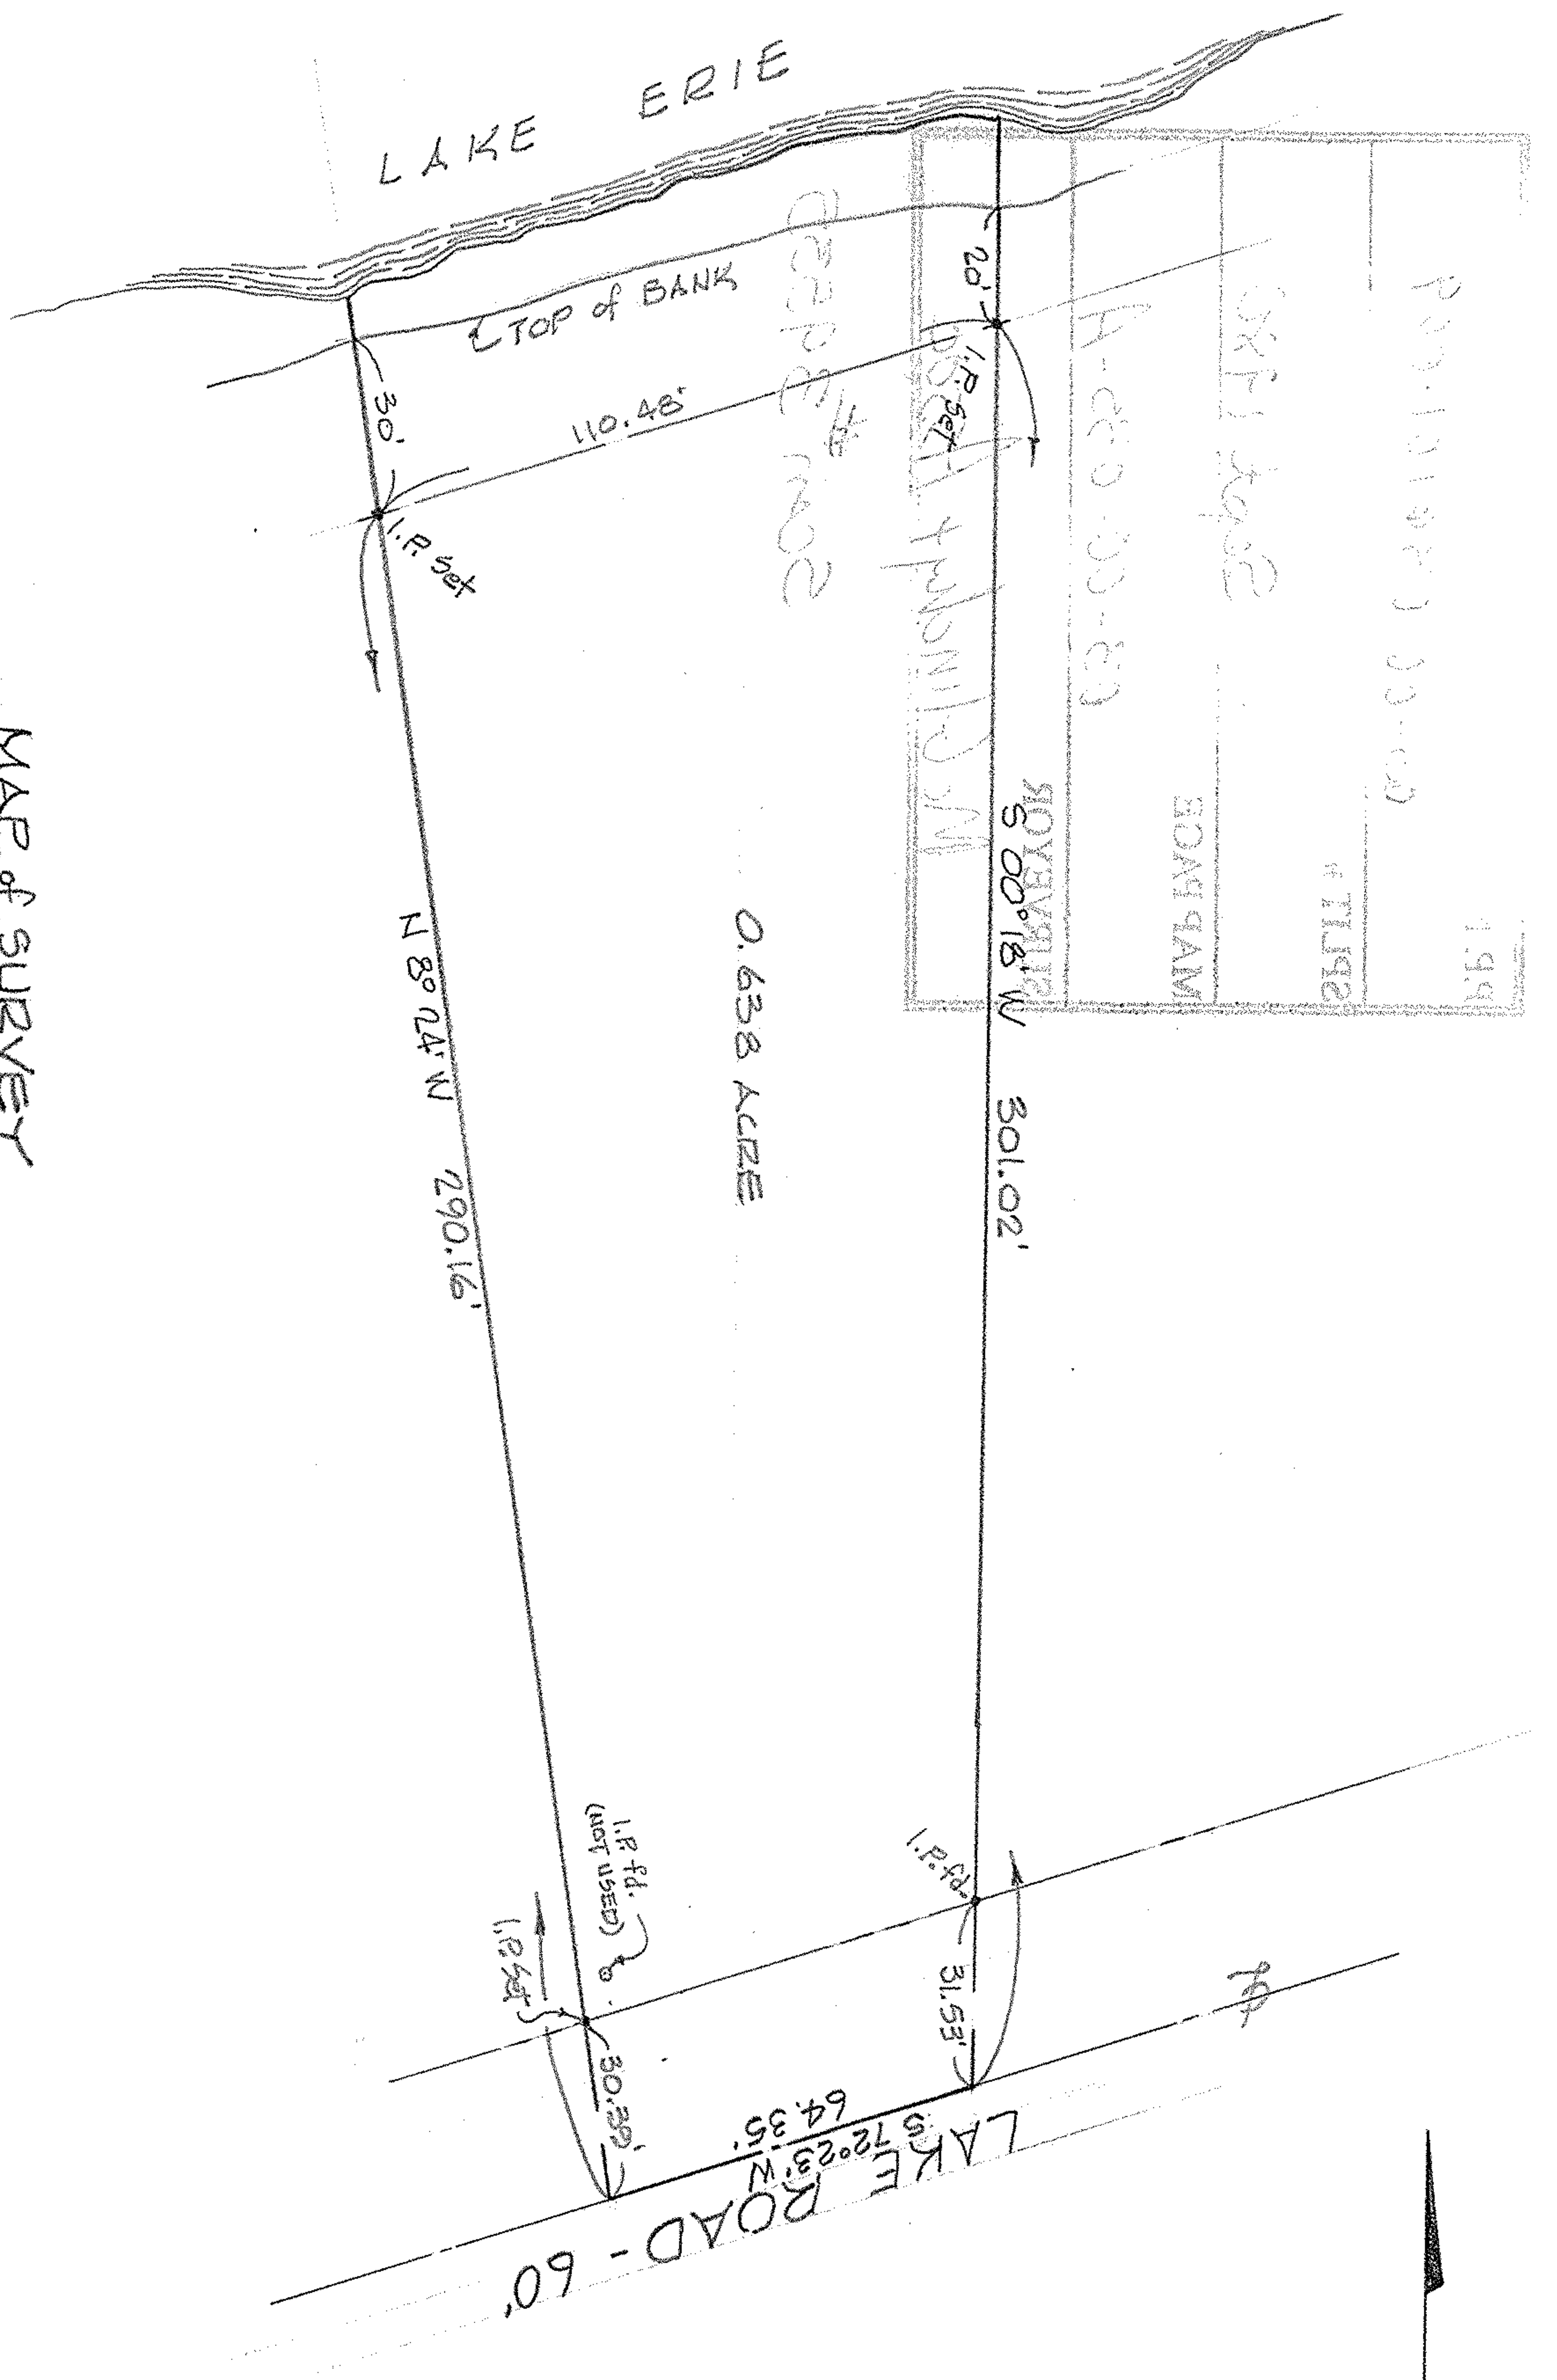 LAKE ERIE
TOP of BANK
20'
I.P. Set
30'
110.48'
I.P. Set
S 00° 18' W 301.02'
N 8° 24' W 290.16'
0.638 ACRE
MAP of SURVEY
SURVEYOR
MAP PAGE
SPLIT #
I.P. fd.
(NOT USED)
I.P. fd.
I.P. Set
31.53'
30.39'
64.35'
S 72° 23' W
LAKE ROAD - 60'